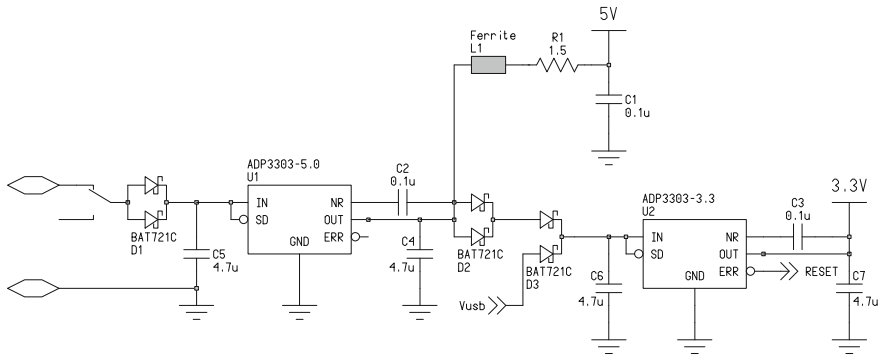 5V
Ferrite
L1
R1
1.5
C1
0.1u
ADP3303-5.0
U1
C2
0.1u
ADP3303-3.3
U2
C3
0.1u
3.3V
IN
SD
NR
OUT
ERR
GND
BAT721C
D1
C5
4.7u
C4
4.7u
BAT721C
D2
BAT721C
D3
Vusb
C6
4.7u
IN
SD
NR
OUT
ERR
GND
RESET
C7
4.7u